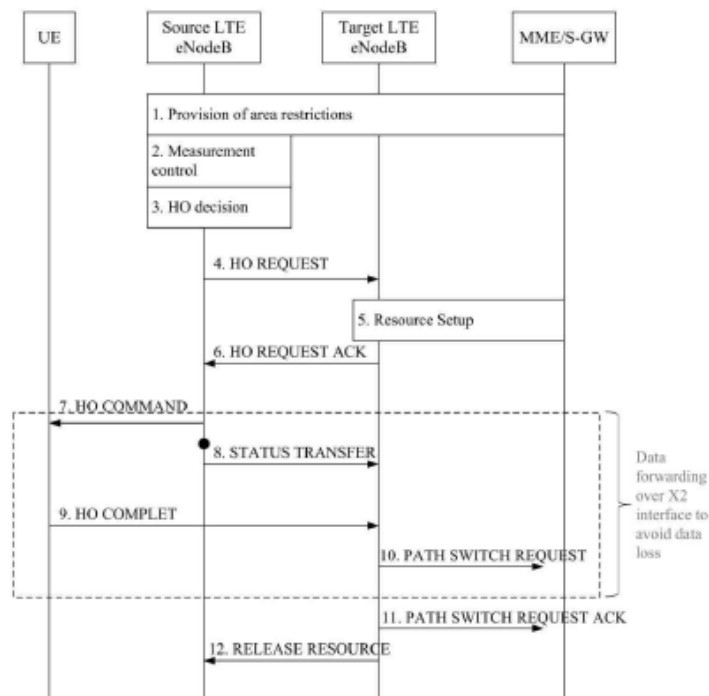 UE
Source LTE
eNodeB
Target LTE
eNodeB
MME/S-GW
1. Provision of area restrictions
2. Measurement
control
3. HO decision
4. HO REQUEST
5. Resource Setup
6. HO REQUEST ACK
7. HO COMMAND
8. STATUS TRANSFER
9. HO COMPLET
10. PATH SWITCH REQUEST
Data
forwarding
over X2
interface to
avoid data
loss
11. PATH SWITCH REQUEST ACK
12. RELEASE RESOURCE